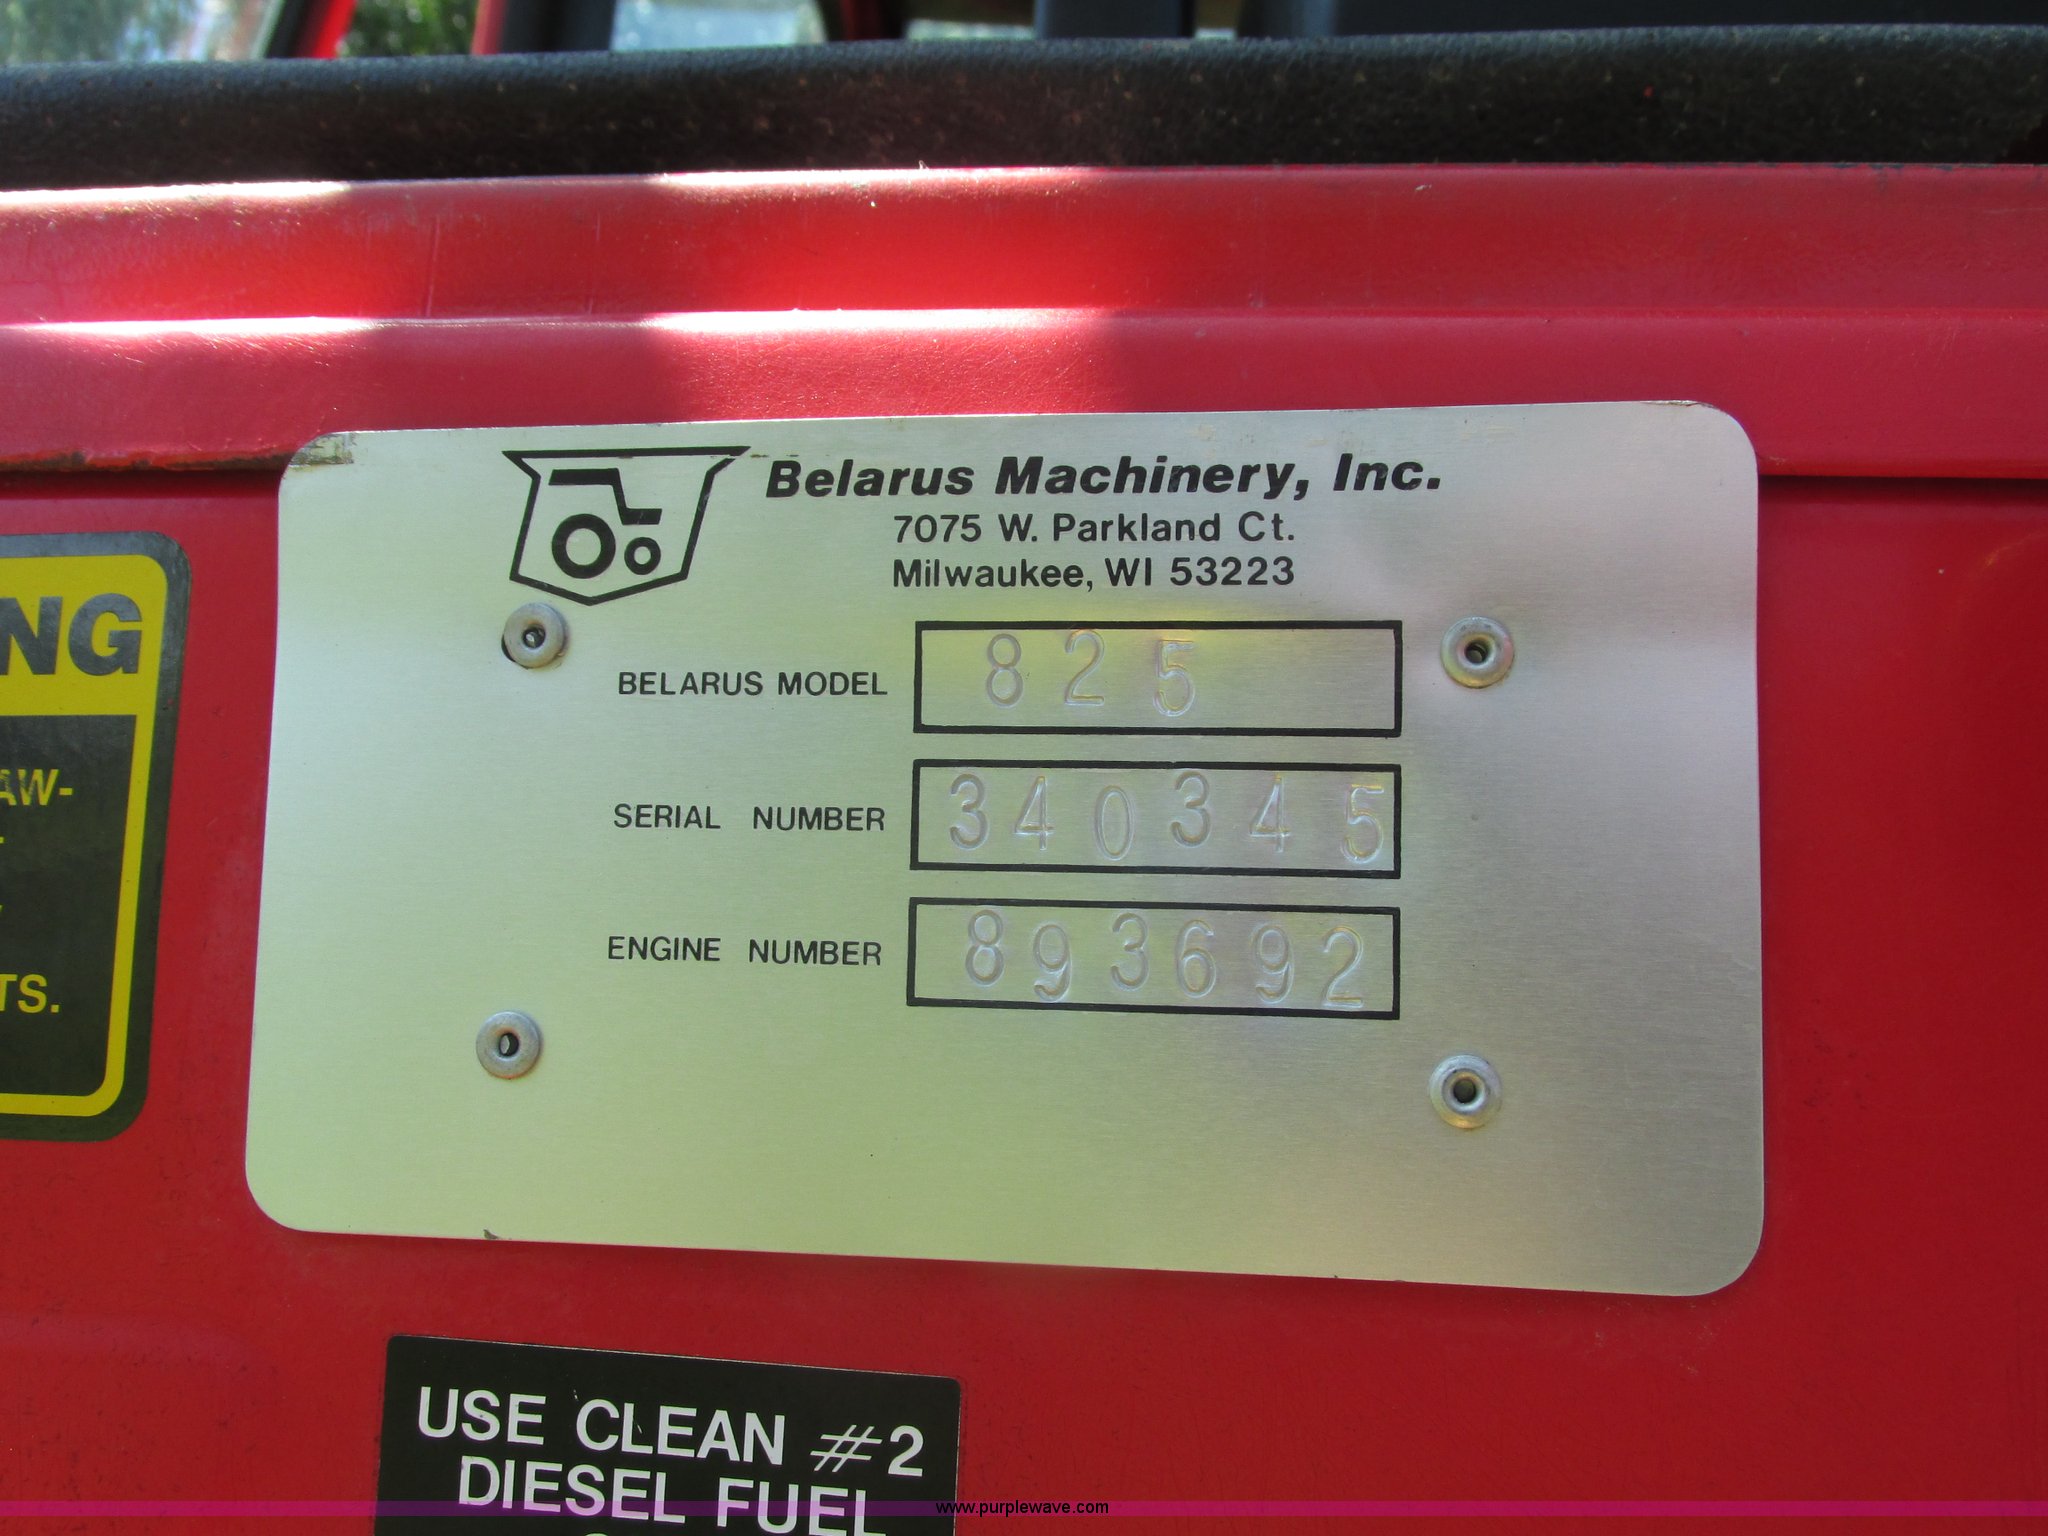 Belarus Machinery, Inc.
7075 W. Parkland Ct.
Milwaukee, WI 53223
BELARUS MODEL 825
SERIAL NUMBER 340345
ENGINE NUMBER 893692
NG
AW-
TS.
USE CLEAN #2
DIESEL FUEL
www.purplewave.com